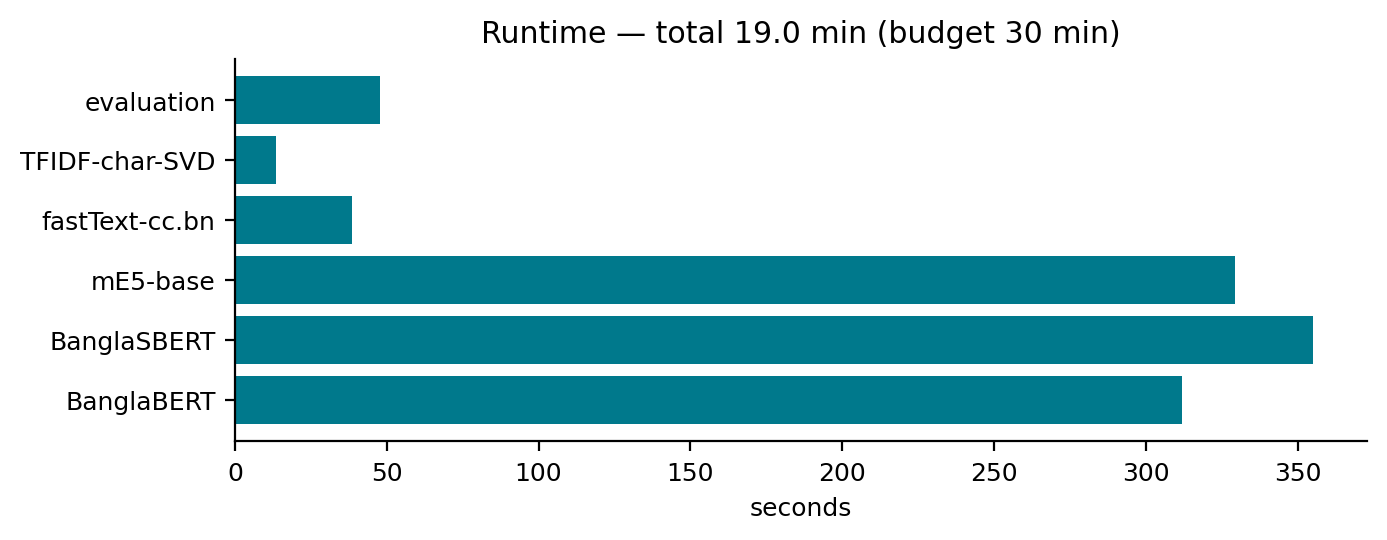 Runtime — total 19.0 min (budget 30 min)
evaluation
TFIDF-char-SVD
fastText-cc.bn
mE5-base
BanglaSBERT
BanglaBERT
0 50 100 150 200 250 300 350
seconds